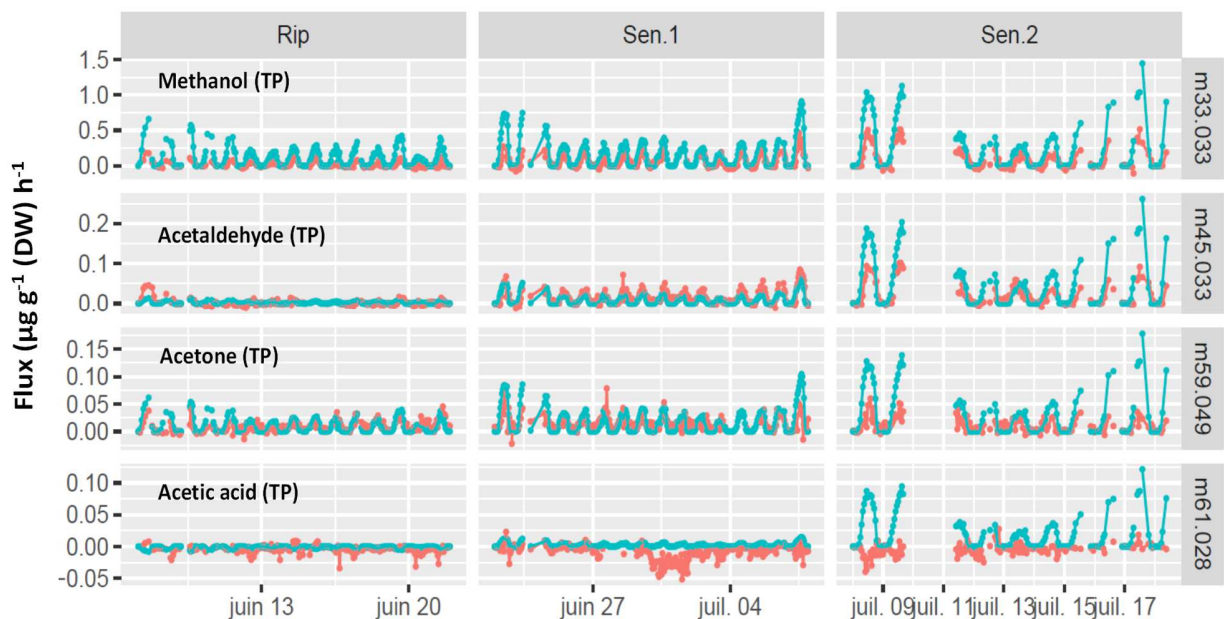 Rip Sen.1 Sen.2
Flux (µg g⁻¹ (DW) h⁻¹
1.5
1.0
0.5
0.0
Methanol (TP)
m33.033
0.2
0.1
0.0
Acetaldehyde (TP)
m45.033
0.15
0.10
0.05
0.00
Acetone (TP)
m59.049
0.10
0.05
0.00
-0.05
Acetic acid (TP)
m61.028
juin 13 juin 20 juin 27 juil. 04 juil. 09 juil. 11 juil. 13 juil. 15 juil. 17